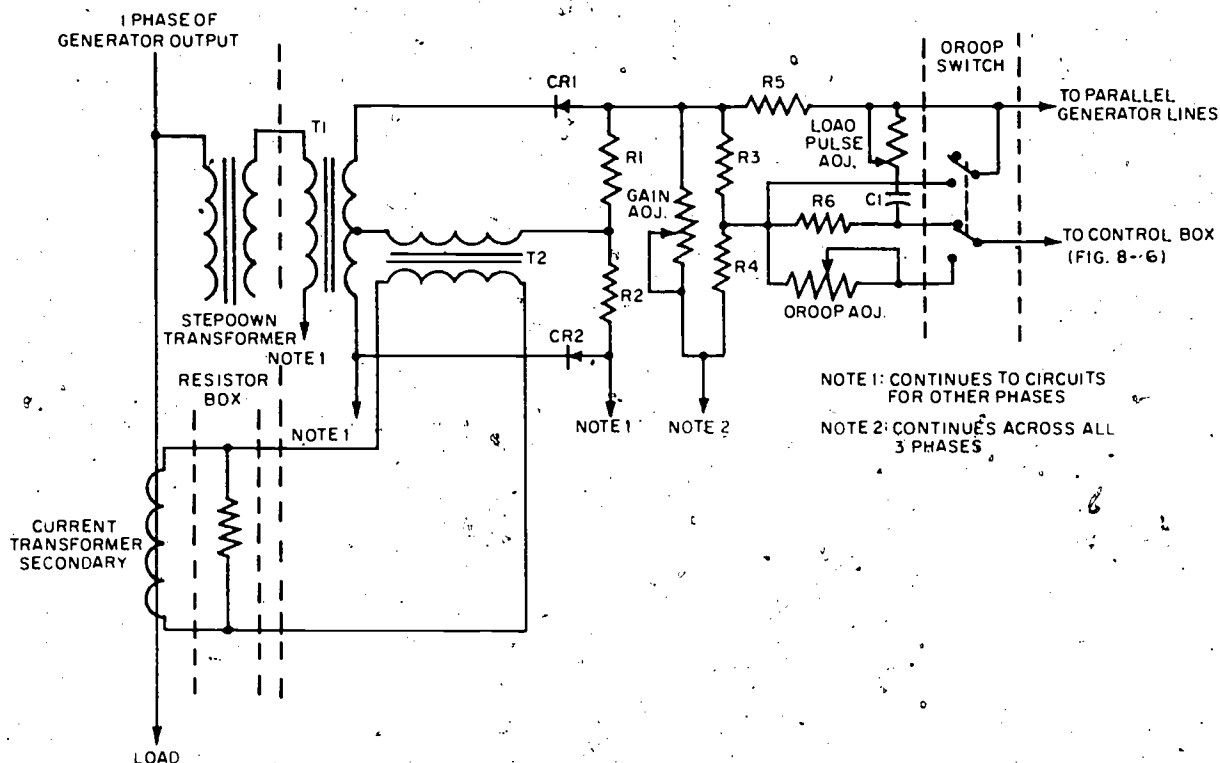 1 PHASE OF
GENERATOR OUTPUT
T1
STEPDOWN
TRANSFORMER
NOTE 1
RESISTOR
BOX
NOTE 1
CURRENT
TRANSFORMER
SECONDARY
LOAD
CR1
R1
T2
R2
CR2
NOTE 1
GAIN
AOJ.
NOTE 2
R3
R4
R5
LOAO
PULSE
AOJ.
C1
R6
OROOP AOJ.
OROOP
SWITCH
TO PARALLEL
GENERATOR LINES
TO CONTROL BOX
(FIG. 8-6)
NOTE 1: CONTINUES TO CIRCUITS
FOR OTHER PHASES
NOTE 2: CONTINUES ACROSS ALL
3 PHASES